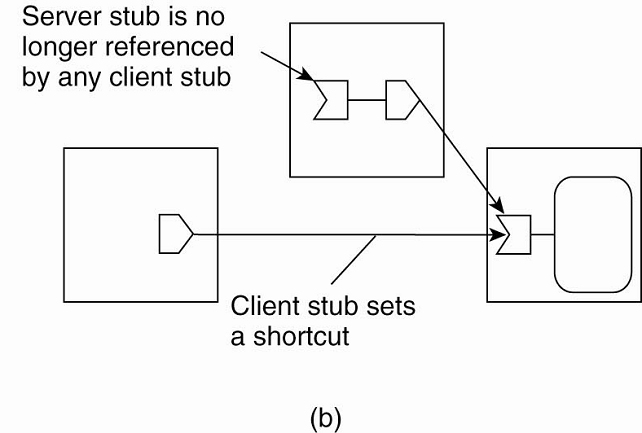 Server stub is no
longer referenced
by any client stub
Client stub sets
a shortcut
(b)